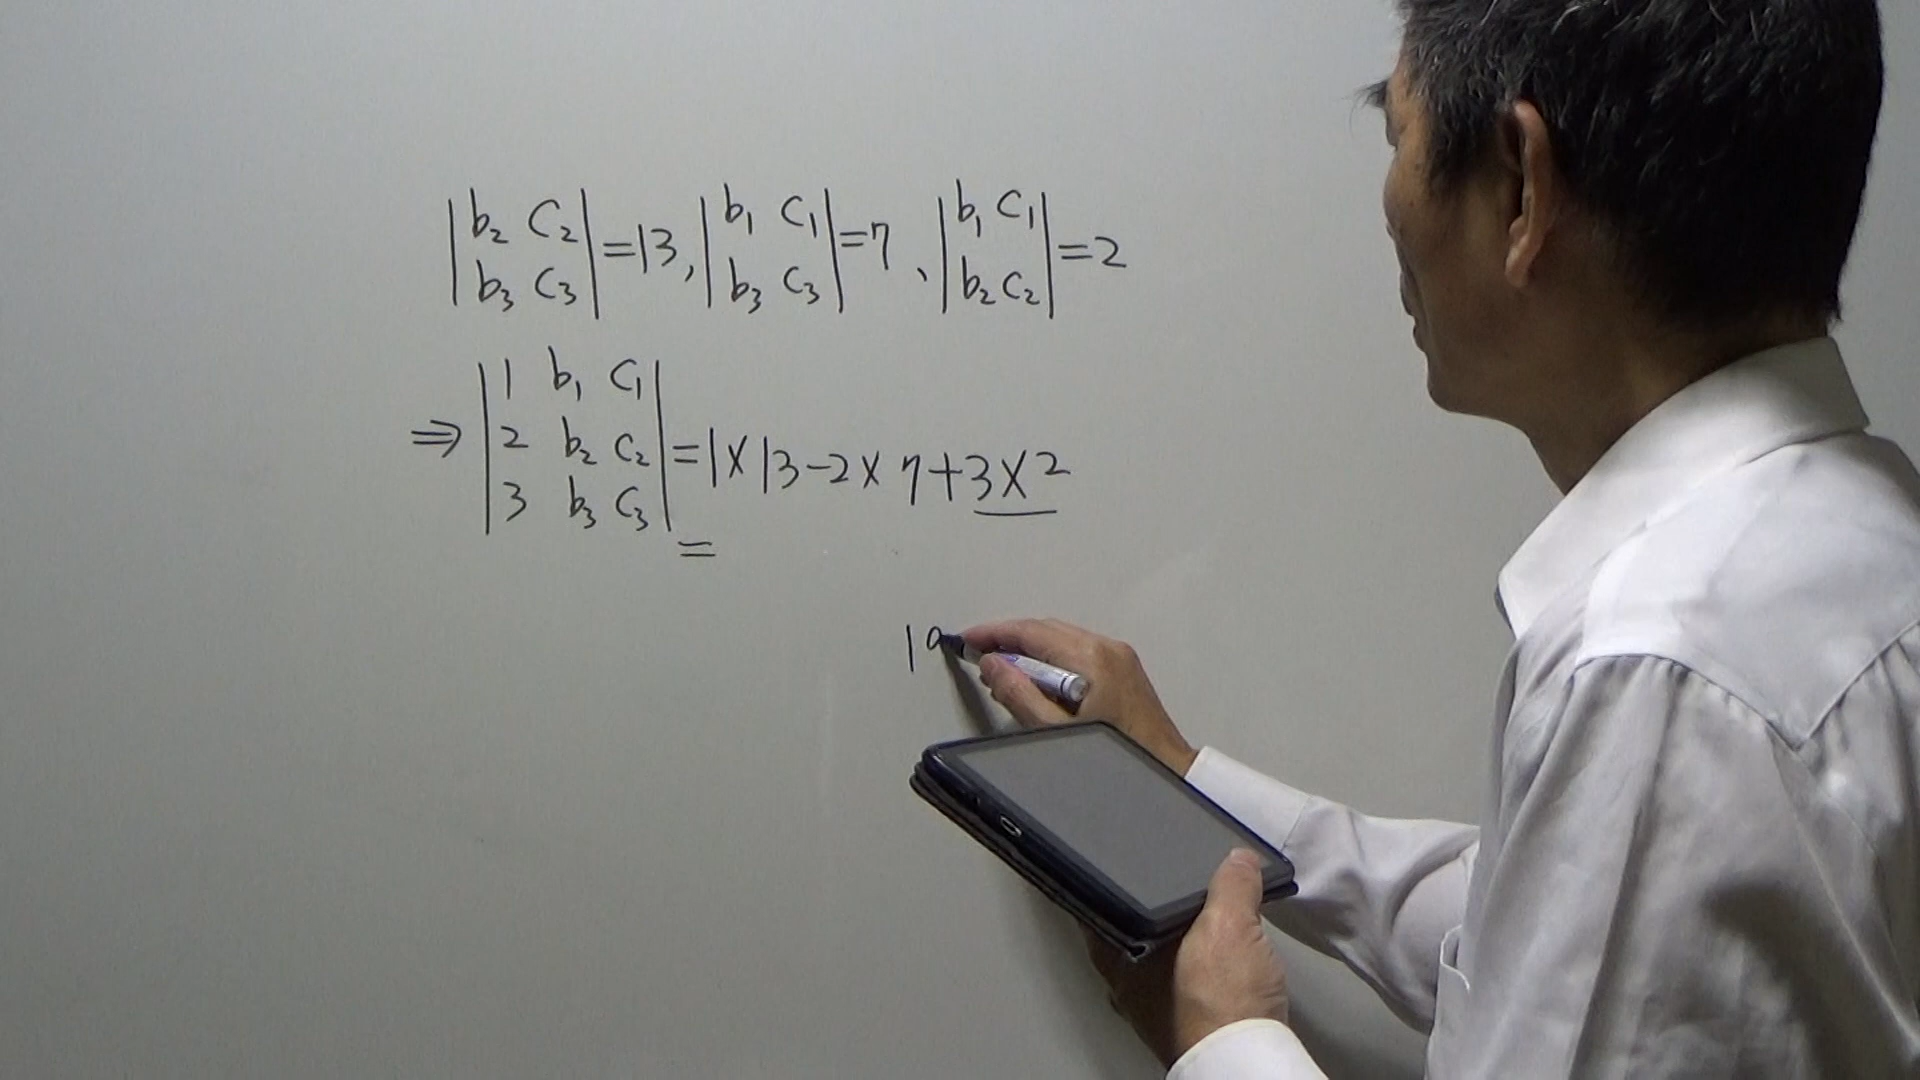 | b₂ c₂ | = 13, | b₁ c₁ | = 7 、 | b₁ c₁ | = 2
| b₃ c₃ | | b₃ c₃ | | b₂ c₂ |
| 1 b₁ c₁ |
⇒ | 2 b₂ c₂ | = 1 × 13 − 2 × 7 + 3 × 2
| 3 b₃ c₃ |
=
19